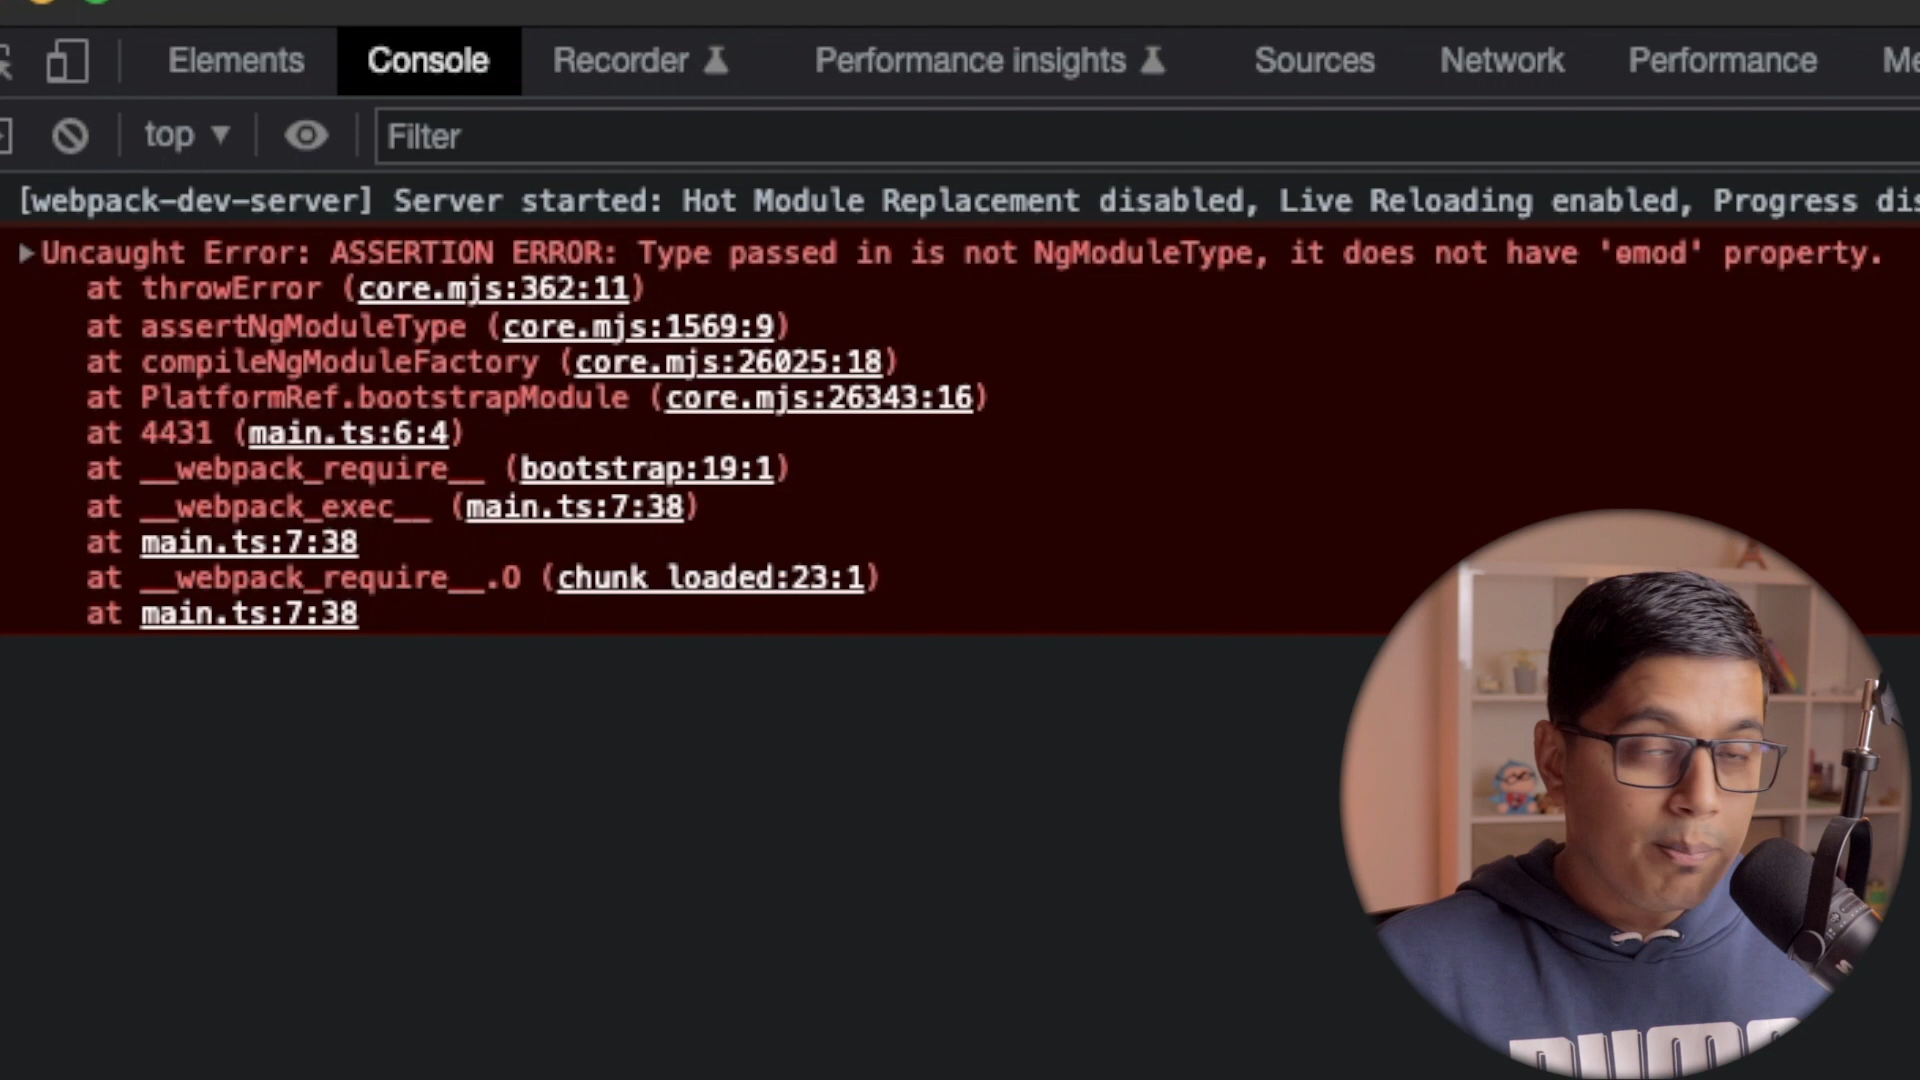 Elements Console Recorder Performance insights Sources Network Performance
top Filter
[webpack-dev-server] Server started: Hot Module Replacement disabled, Live Reloading enabled, Progress
Uncaught Error: ASSERTION ERROR: Type passed in is not NgModuleType, it does not have 'ɵmod' property.
at throwError (core.mjs:362:11)
at assertNgModuleType (core.mjs:1569:9)
at compileNgModuleFactory (core.mjs:26025:18)
at PlatformRef.bootstrapModule (core.mjs:26343:16)
at 4431 (main.ts:6:4)
at __webpack_require__ (bootstrap:19:1)
at __webpack_exec__ (main.ts:7:38)
at main.ts:7:38
at __webpack_require__.O (chunk loaded:23:1)
at main.ts:7:38